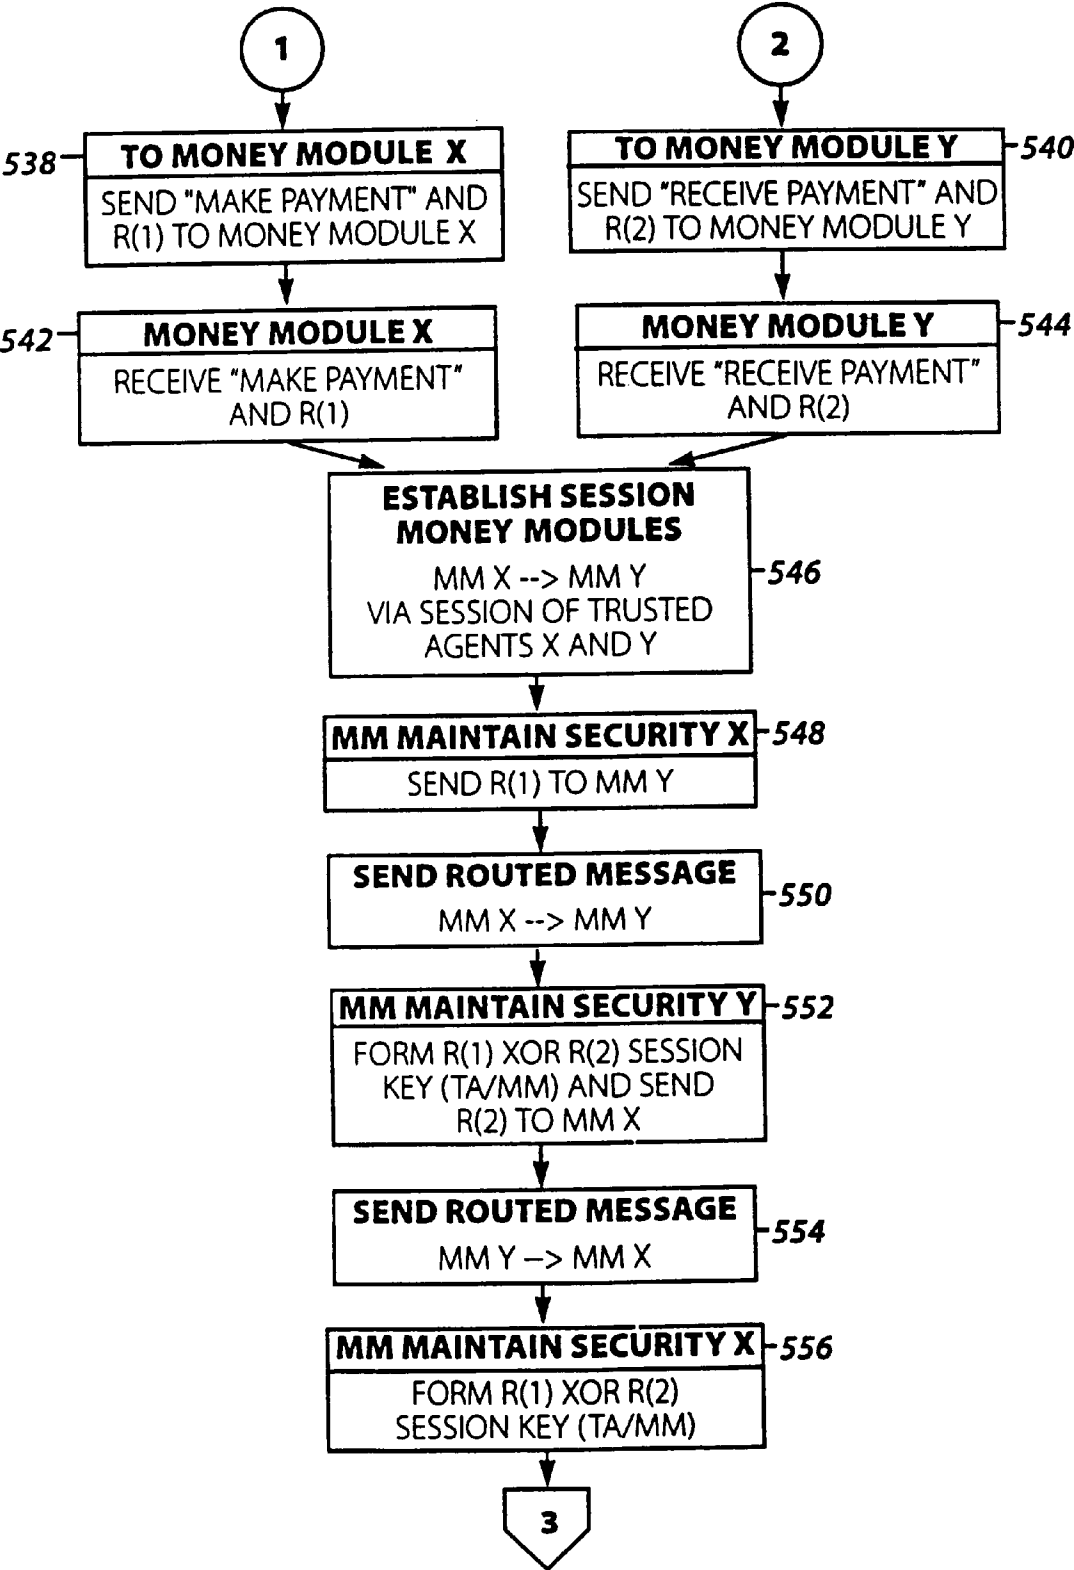 1
2
538
TO MONEY MODULE X
SEND "MAKE PAYMENT" AND
R(1) TO MONEY MODULE X
TO MONEY MODULE Y
540
SEND "RECEIVE PAYMENT" AND
R(2) TO MONEY MODULE Y
542
MONEY MODULE X
RECEIVE "MAKE PAYMENT"
AND R(1)
MONEY MODULE Y
544
RECEIVE "RECEIVE PAYMENT"
AND R(2)
ESTABLISH SESSION
MONEY MODULES
MM X --> MM Y
VIA SESSION OF TRUSTED
AGENTS X AND Y
546
MM MAINTAIN SECURITY X
548
SEND R(1) TO MM Y
SEND ROUTED MESSAGE
550
MM X --> MM Y
MM MAINTAIN SECURITY Y
552
FORM R(1) XOR R(2) SESSION
KEY (TA/MM) AND SEND
R(2) TO MM X
SEND ROUTED MESSAGE
554
MM Y –> MM X
MM MAINTAIN SECURITY X
556
FORM R(1) XOR R(2)
SESSION KEY (TA/MM)
3